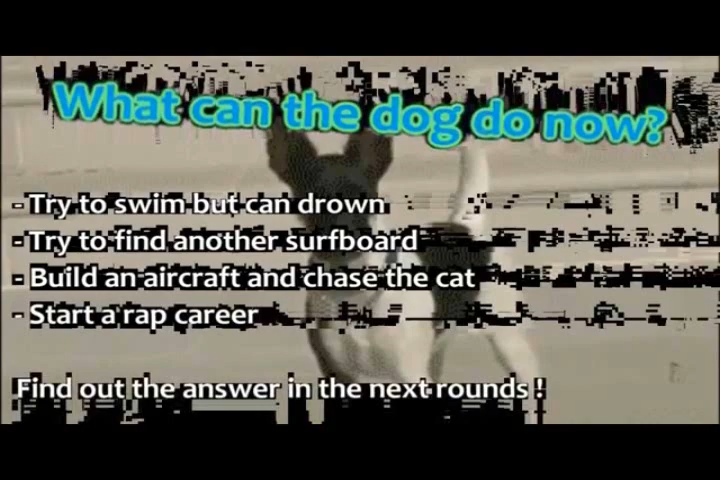 What can the dog do now?
- Try to swim but can drown
- Try to find another surfboard
- Build an aircraft and chase the cat
- Start a rap career
Find out the answer in the next rounds !